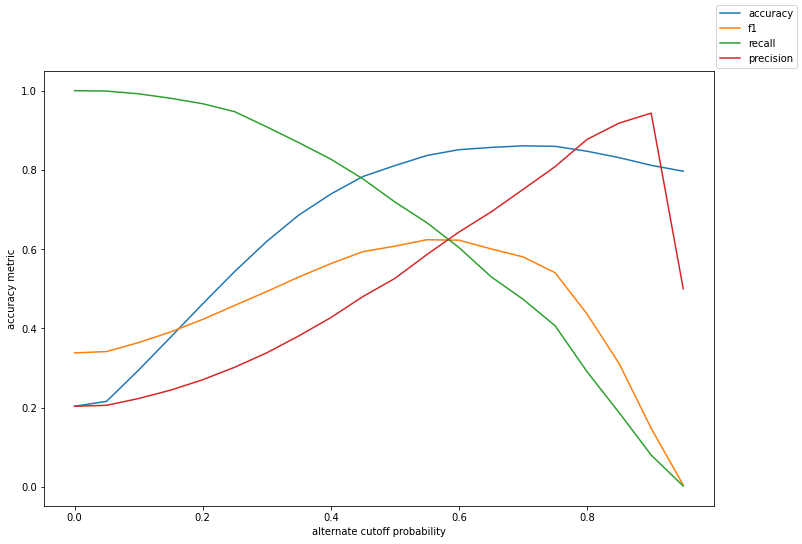 accuracy
f1
recall
precision
1.0
0.8
0.6
0.4
0.2
0.0
accuracy metric
0.0 0.2 0.4 0.6 0.8
alternate cutoff probability